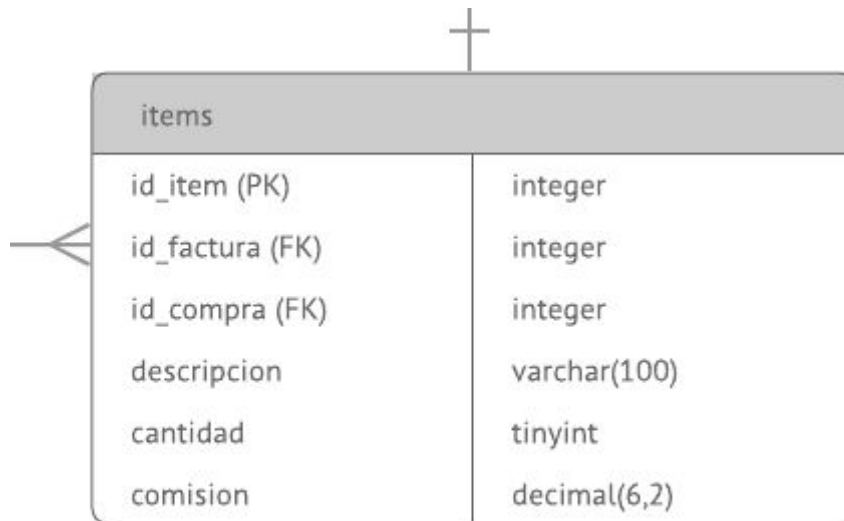 items
id_item (PK) integer
id_factura (FK) integer
id_compra (FK) integer
descripcion varchar(100)
cantidad tinyint
comision decimal(6,2)